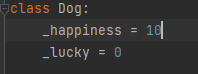 class Dog:
    _happiness = 10
    _lucky = 0